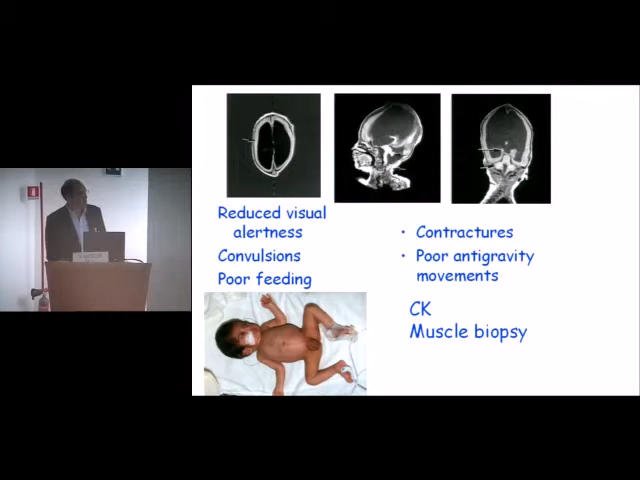 Reduced visual
alertness
Convulsions
Poor feeding
• Contractures
• Poor antigravity
movements
CK
Muscle biopsy